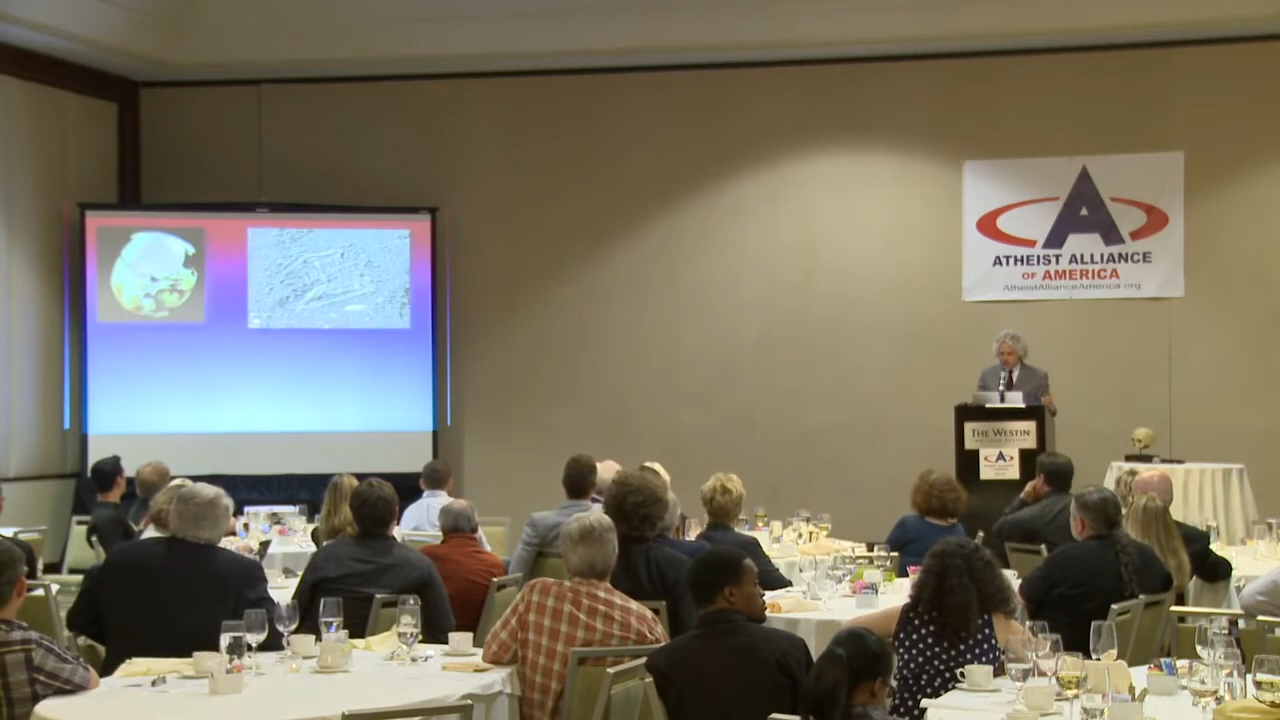 A
ATHEIST ALLIANCE
OF AMERICA
AtheistAllianceAmerica.org
THE WESTIN
A